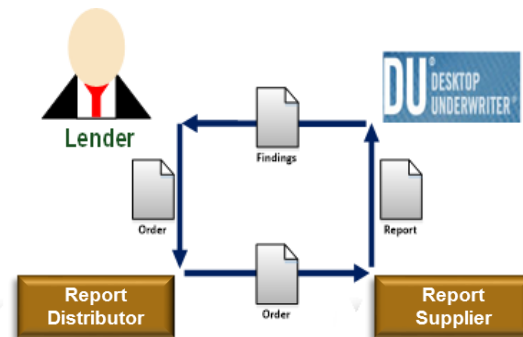 DU® DESKTOP
UNDERWRITER®
Lender
Findings
Order
Report
Order
Report
Distributor
Report
Supplier